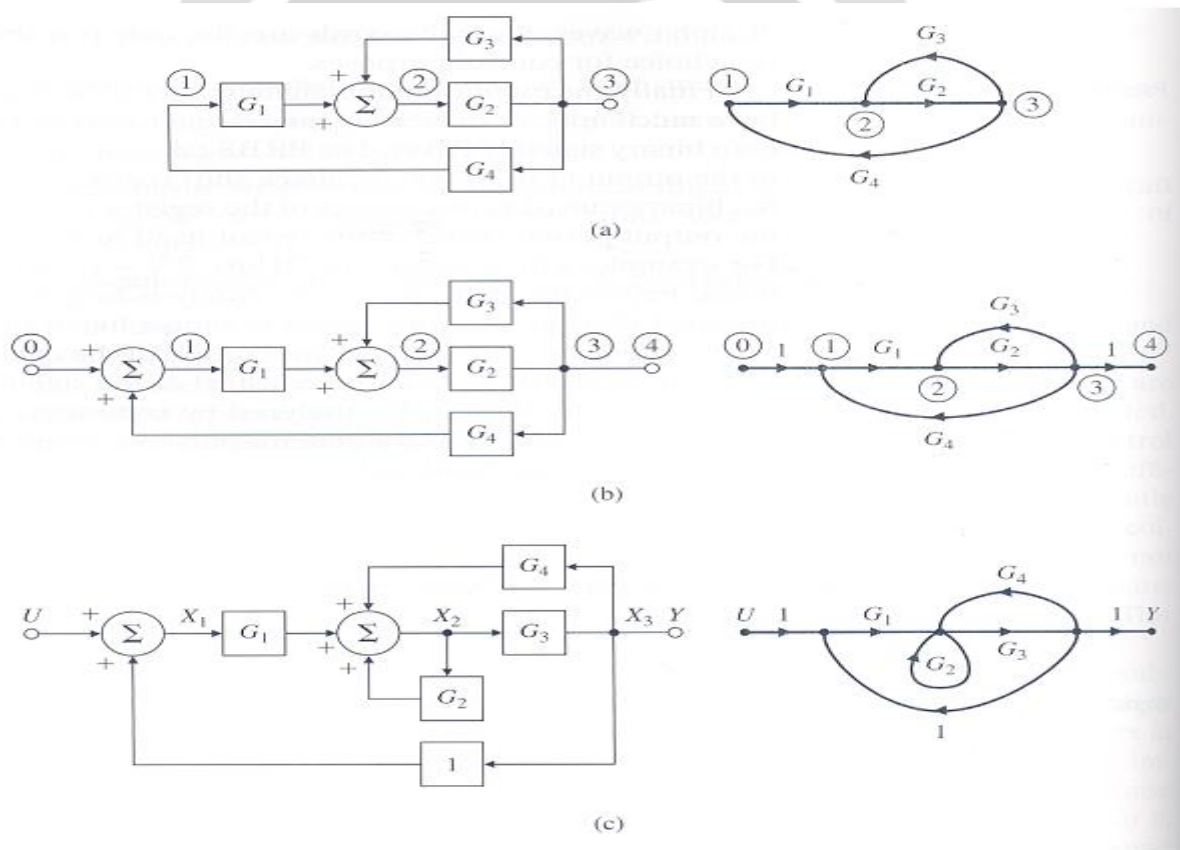 G3
1 G1 + Σ + 2 G2 3
G4
1 G1 2 G2 G3 3 G4
(a)
G3
0 + Σ + 1 G1 + Σ + 2 G2 3 4
G4
0 1 1 G1 2 G2 G3 3 1 4 G4
(b)
G4
U + Σ + X1 G1 + Σ + X2 G3 X3 Y
G2
1
U 1 G1 G2 G3 G4 1 Y
1
(c)